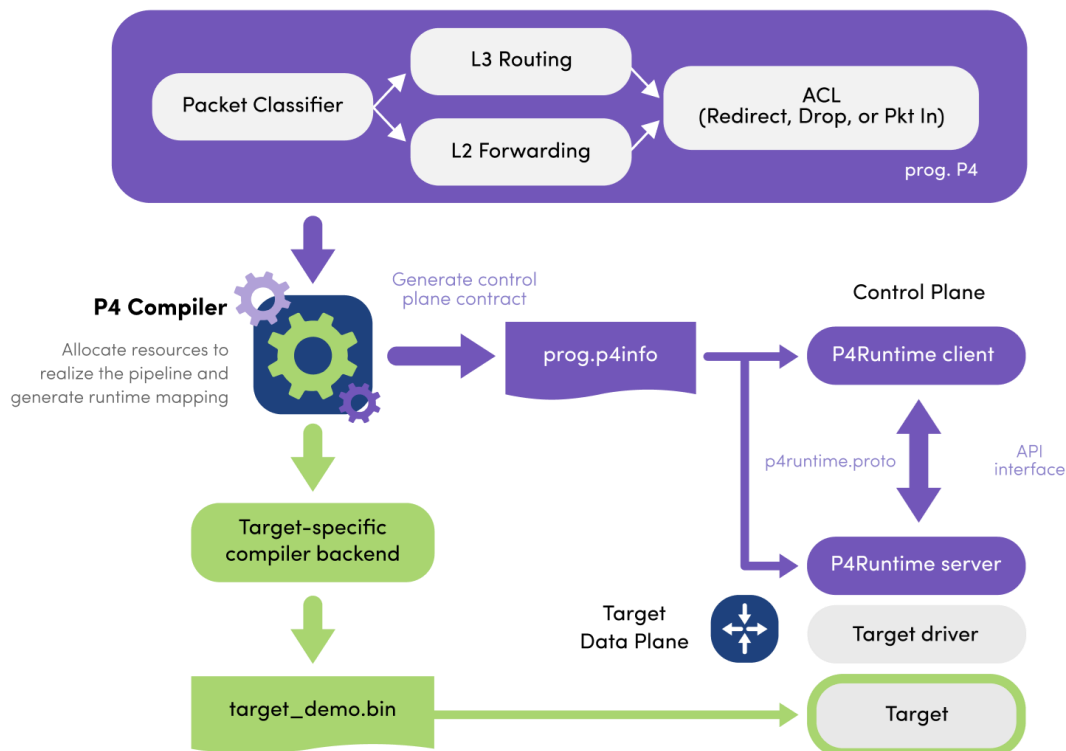 L3 Routing
Packet Classifier
L2 Forwarding
ACL
(Redirect, Drop, or Pkt In)
prog. P4
P4 Compiler
Allocate resources to
realize the pipeline and
generate runtime mapping
Generate control
plane contract
prog.p4info
Control Plane
P4Runtime client
p4runtime.proto
API
interface
P4Runtime server
Target-specific
compiler backend
Target
Data Plane
Target driver
target_demo.bin
Target